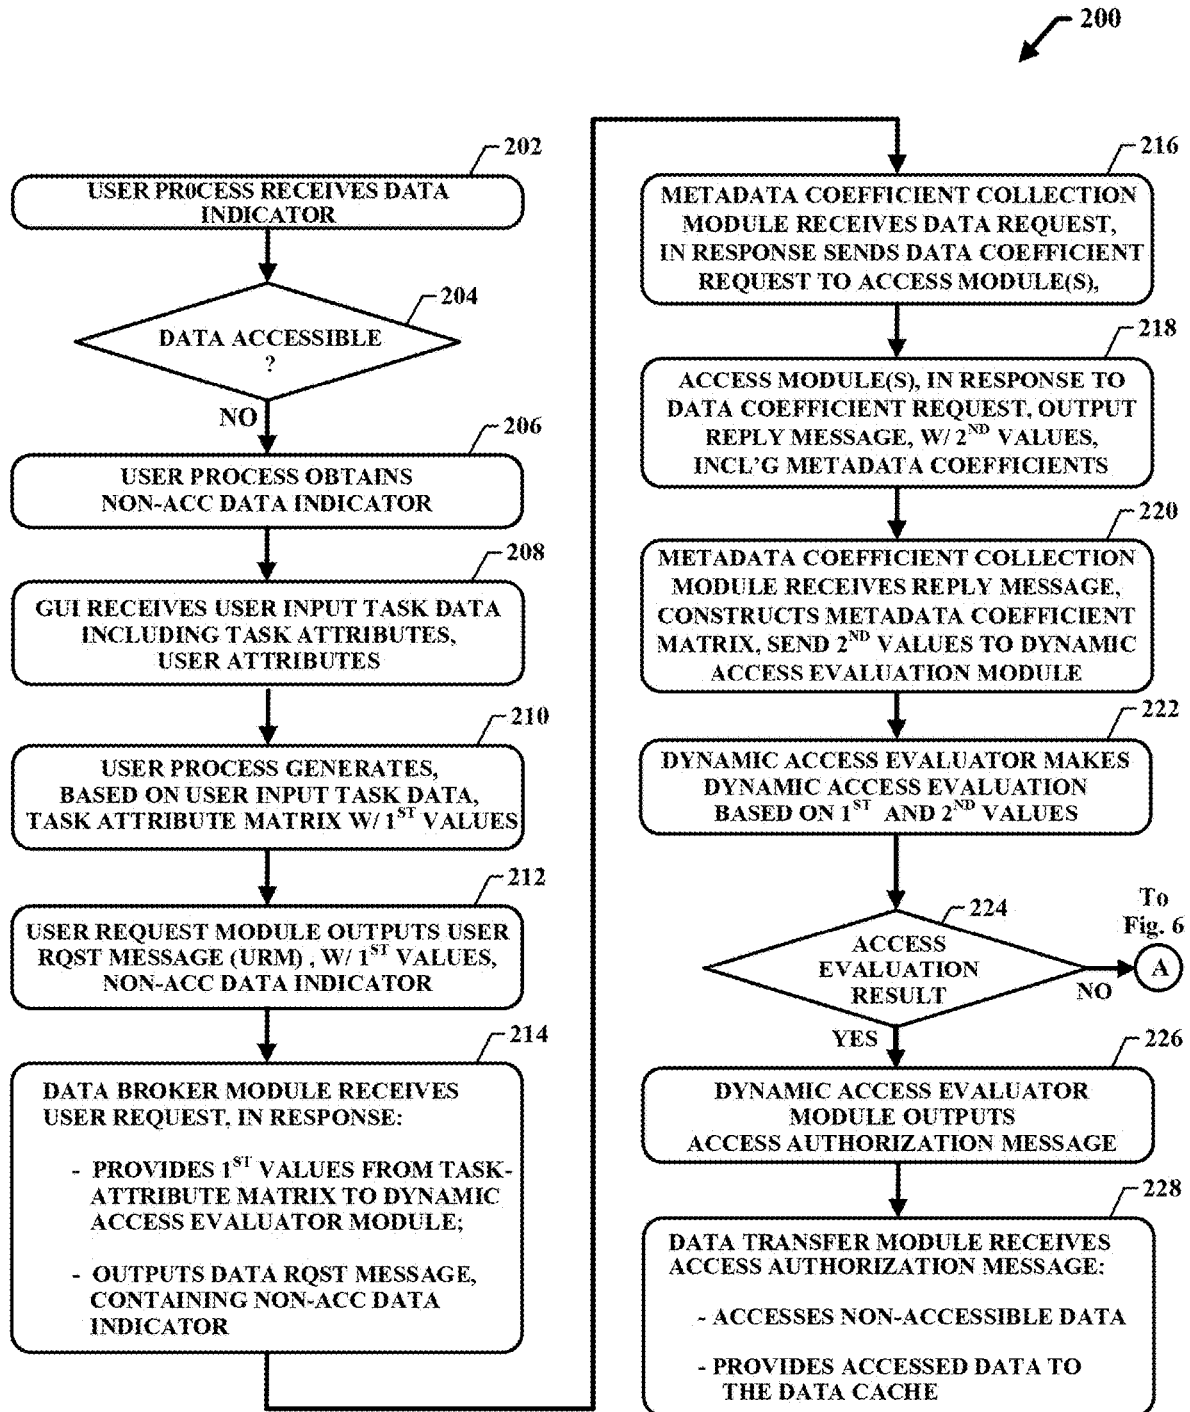 200
202
USER PR0CESS RECEIVES DATA
INDICATOR
204
DATA ACCESSIBLE
?
NO
206
USER PROCESS OBTAINS
NON-ACC DATA INDICATOR
208
GUI RECEIVES USER INPUT TASK DATA
INCLUDING TASK ATTRIBUTES,
USER ATTRIBUTES
210
USER PROCESS GENERATES,
BASED ON USER INPUT TASK DATA,
TASK ATTRIBUTE MATRIX W/ 1ST VALUES
212
USER REQUEST MODULE OUTPUTS USER
RQST MESSAGE (URM) , W/ 1ST VALUES,
NON-ACC DATA INDICATOR
214
DATA BROKER MODULE RECEIVES
USER REQUEST, IN RESPONSE:
- PROVIDES 1ST VALUES FROM TASK-
ATTRIBUTE MATRIX TO DYNAMIC
ACCESS EVALUATOR MODULE;
- OUTPUTS DATA RQST MESSAGE,
CONTAINING NON-ACC DATA
INDICATOR
216
METADATA COEFFICIENT COLLECTION
MODULE RECEIVES DATA REQUEST,
IN RESPONSE SENDS DATA COEFFICIENT
REQUEST TO ACCESS MODULE(S),
218
ACCESS MODULE(S), IN RESPONSE TO
DATA COEFFICIENT REQUEST, OUTPUT
REPLY MESSAGE, W/ 2ND VALUES,
INCL'G METADATA COEFFICIENTS
220
METADATA COEFFICIENT COLLECTION
MODULE RECEIVES REPLY MESSAGE,
CONSTRUCTS METADATA COEFFICIENT
MATRIX, SEND 2ND VALUES TO DYNAMIC
ACCESS EVALUATION MODULE
222
DYNAMIC ACCESS EVALUATOR MAKES
DYNAMIC ACCESS EVALUATION
BASED ON 1ST AND 2ND VALUES
224
ACCESS
EVALUATION
RESULT
To
Fig. 6
A
NO
YES
226
DYNAMIC ACCESS EVALUATOR
MODULE OUTPUTS
ACCESS AUTHORIZATION MESSAGE
228
DATA TRANSFER MODULE RECEIVES
ACCESS AUTHORIZATION MESSAGE:
- ACCESSES NON-ACCESSIBLE DATA
- PROVIDES ACCESSED DATA TO
THE DATA CACHE